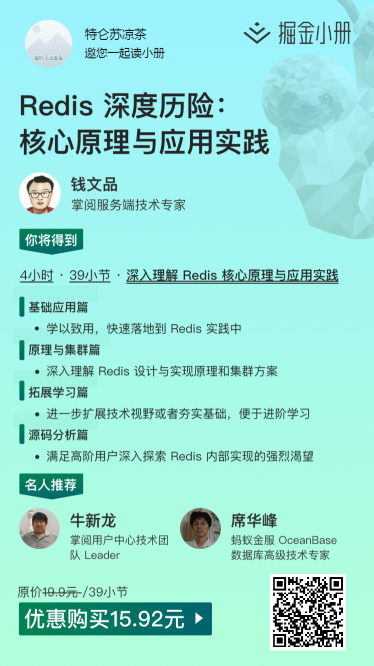 特仑苏凉茶
邀您一起读小册
掘金小册
Redis 深度历险：
核心原理与应用实践
钱文品
掌阅服务端技术专家
你将得到
4小时 · 39小节 · 深入理解 Redis 核心原理与应用实践
基础应用篇
• 学以致用，快速落地到 Redis 实践中
原理与集群篇
• 深入理解 Redis 设计与实现原理和集群方案
拓展学习篇
• 进一步扩展技术视野或者夯实基础，便于进阶学习
源码分析篇
• 满足高阶用户深入探索 Redis 内部实现的强烈渴望
名人推荐
牛新龙
掌阅用户中心技术团
队 Leader
席华峰
蚂蚁金服 OceanBase
数据库高级技术专家
原价19.9元 /39小节
优惠购买15.92元